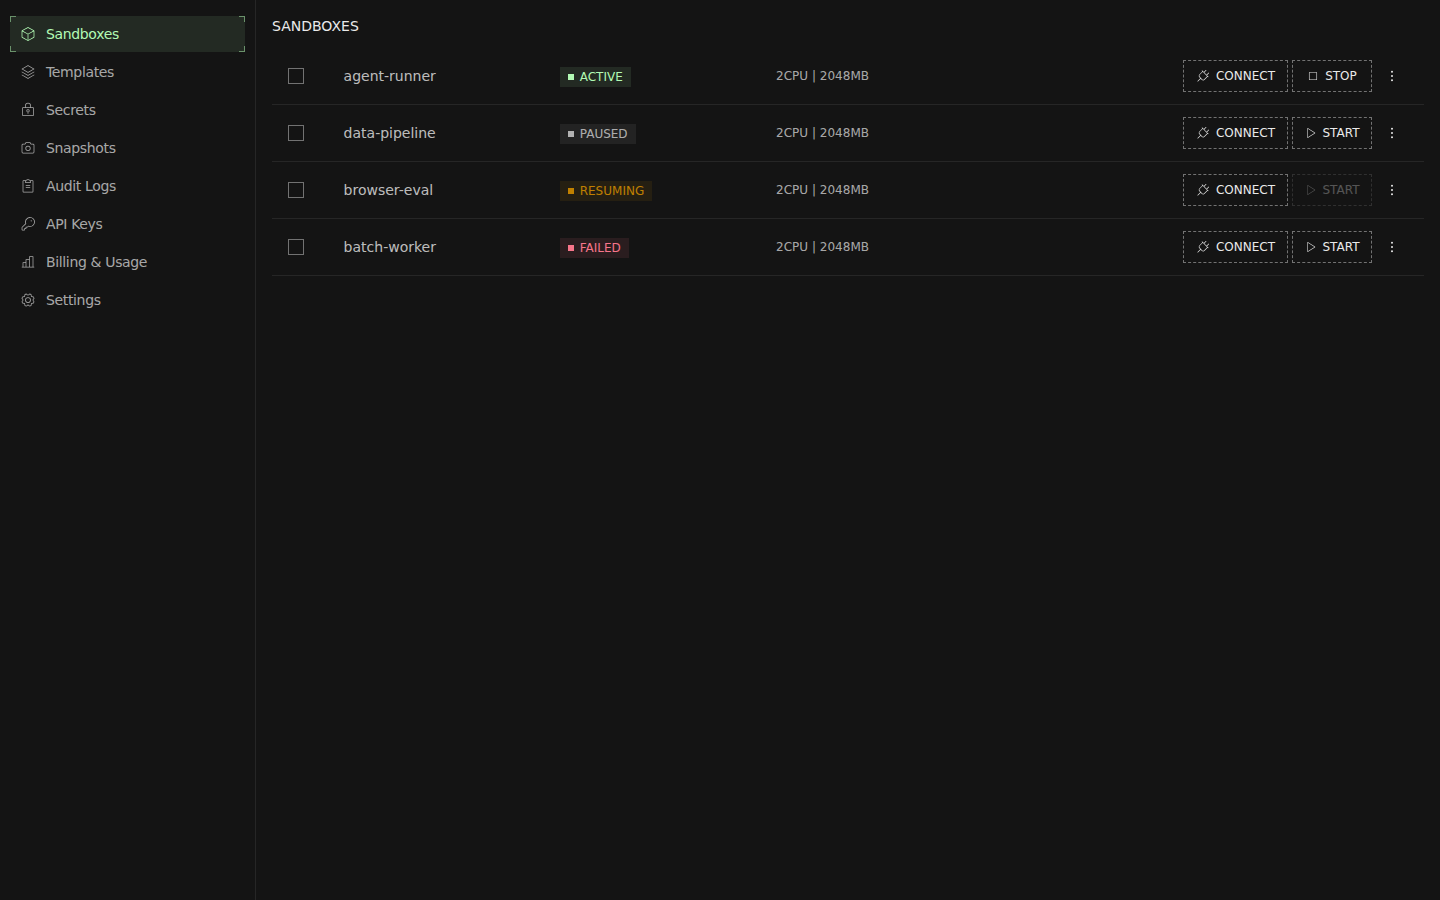 Sandboxes
Templates
Secrets
Snapshots
Audit Logs
API Keys
Billing & Usage
Settings
SANDBOXES
agent-runner ACTIVE 2CPU | 2048MB CONNECT STOP
data-pipeline PAUSED 2CPU | 2048MB CONNECT START
browser-eval RESUMING 2CPU | 2048MB CONNECT START
batch-worker FAILED 2CPU | 2048MB CONNECT START